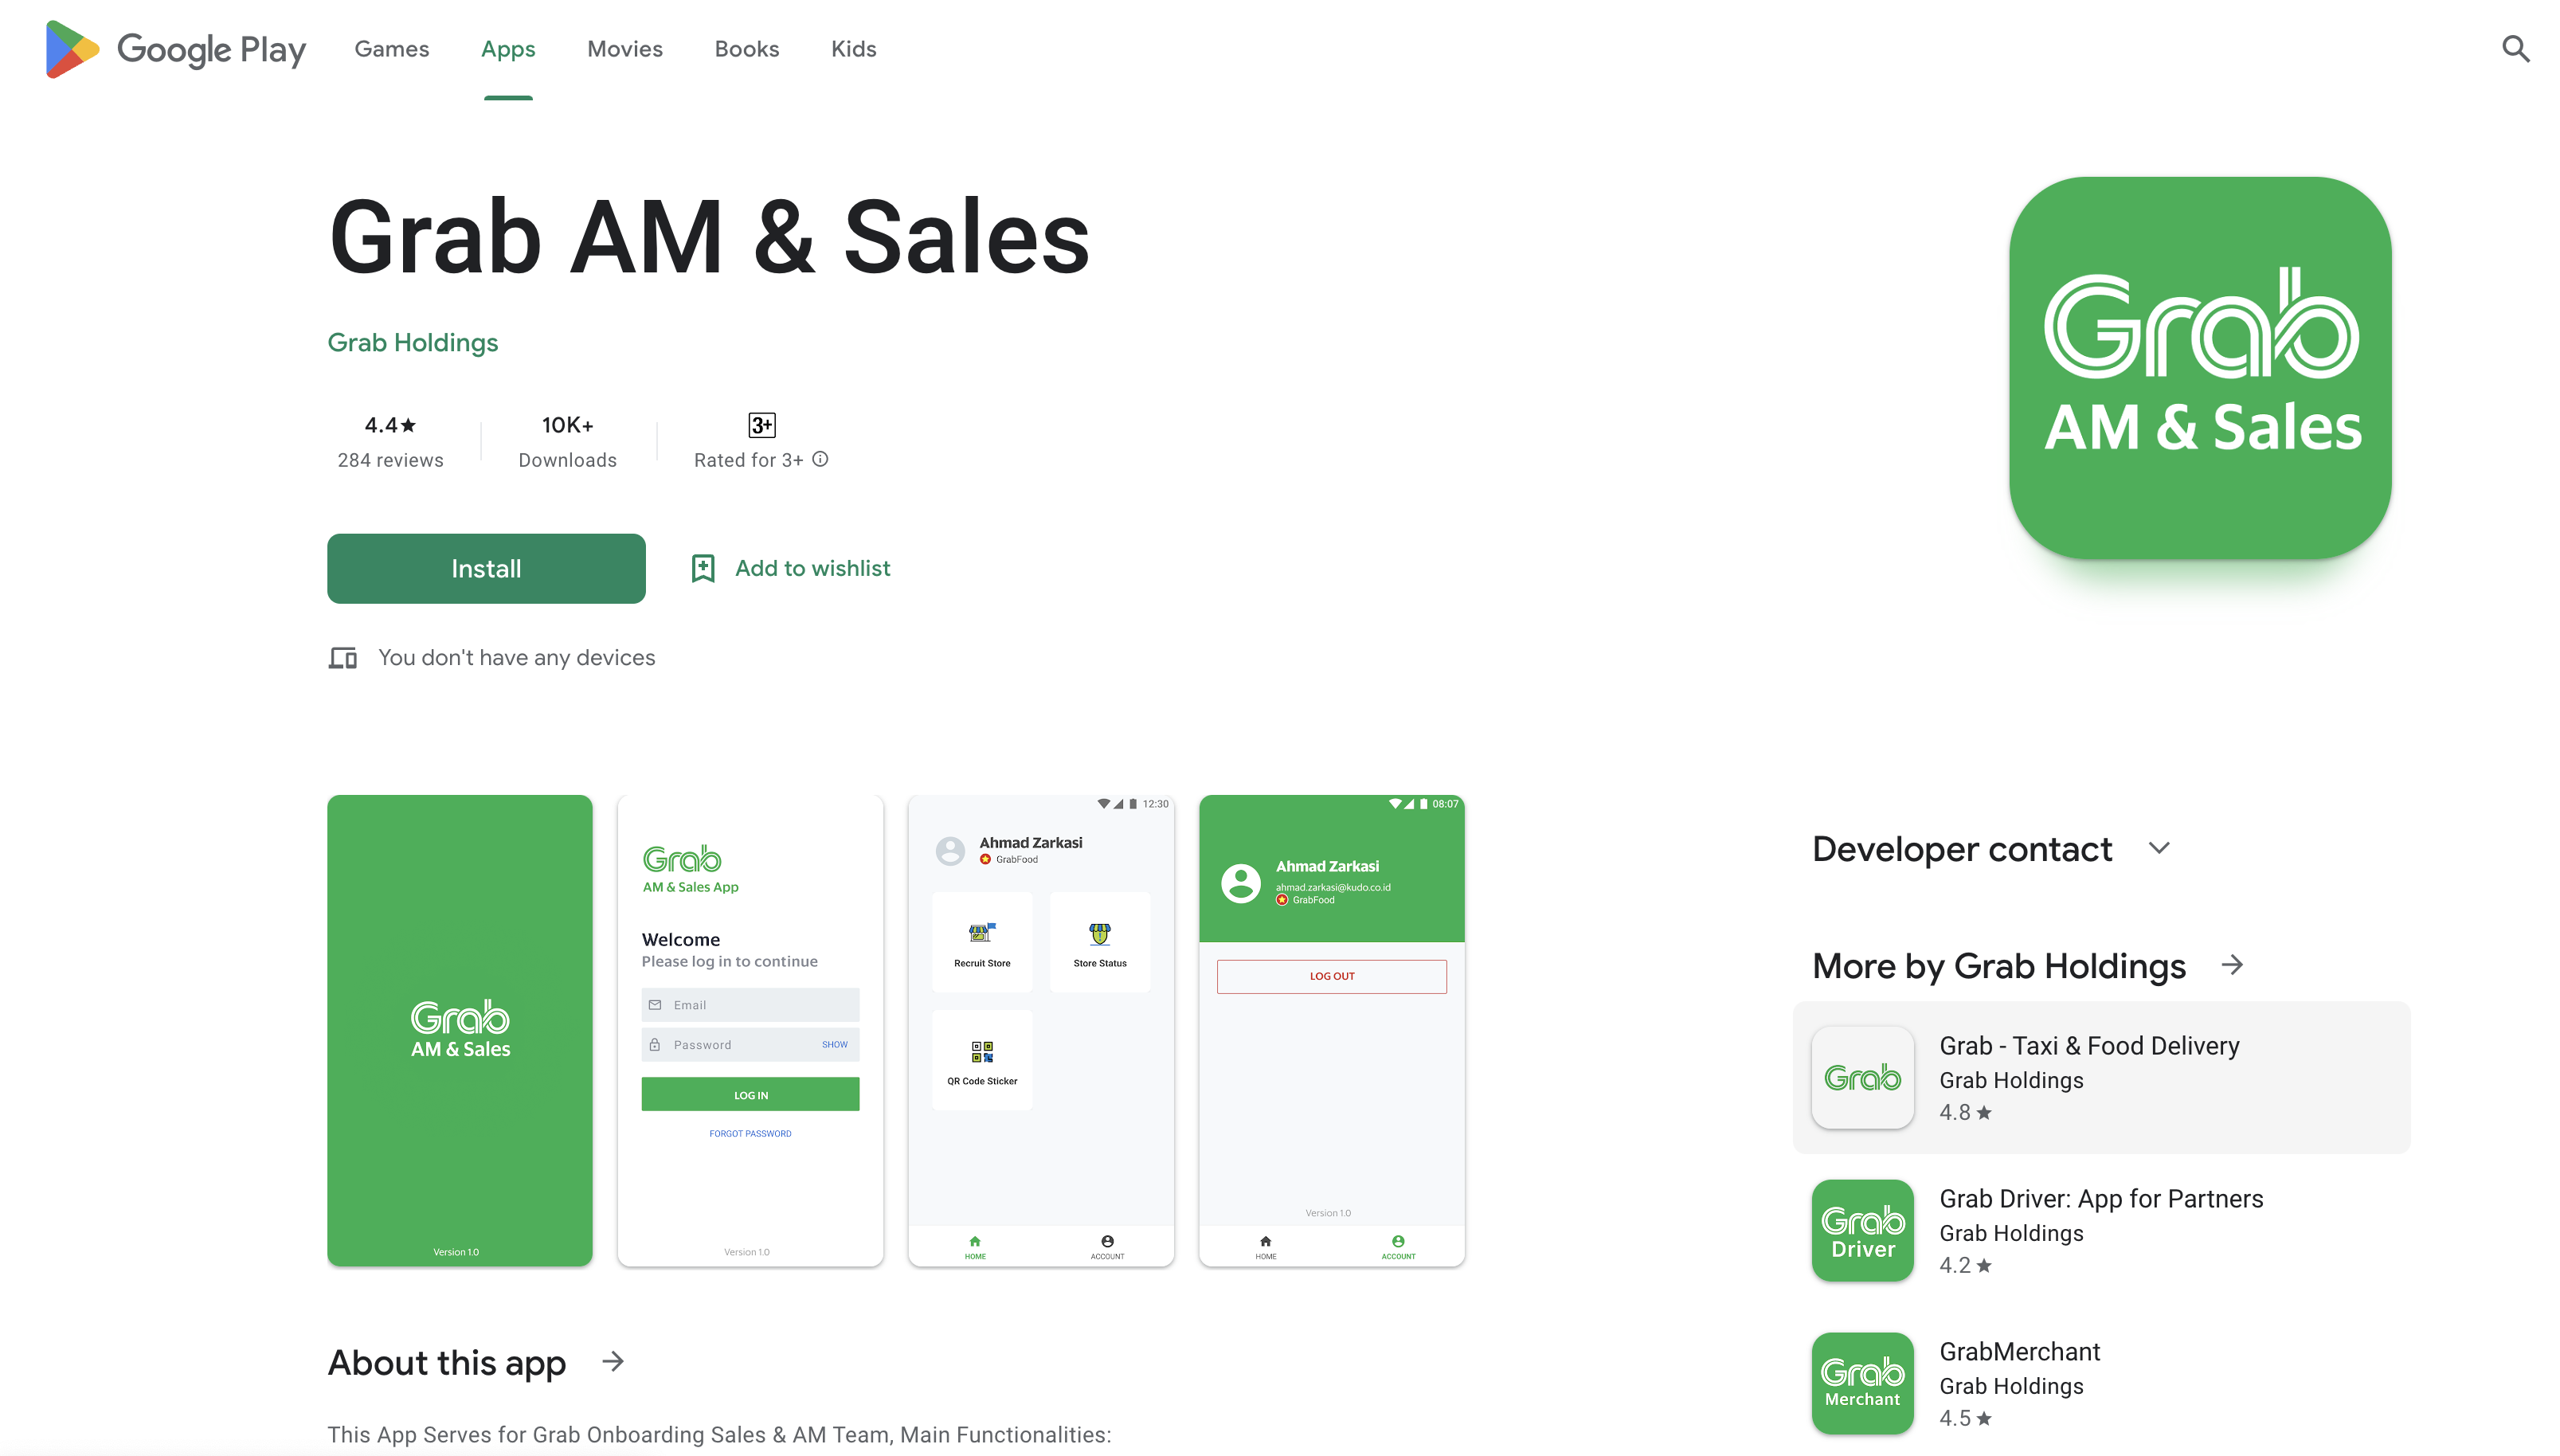 Google Play
Games
Apps
Movies
Books
Kids
Grab AM & Sales
Grab Holdings
4.4★
284 reviews
10K+
Downloads
3+
Rated for 3+
Install
Add to wishlist
You don't have any devices
Grab
AM & Sales
Grab
AM & Sales
Version 1.0
Grab
AM & Sales App
Welcome
Please log in to continue
Email
Password
SHOW
LOG IN
FORGOT PASSWORD
Version 1.0
12:30
Ahmad Zarkasi
GrabFood
Recruit Store
Store Status
QR Code Sticker
HOME
ACCOUNT
08:07
Ahmad Zarkasi
ahmad.zarkasi@kudo.co.id
GrabFood
LOG OUT
Version 1.0
HOME
ACCOUNT
Developer contact
More by Grab Holdings
Grab
Grab - Taxi & Food Delivery
Grab Holdings
4.8★
Grab
Driver
Grab Driver: App for Partners
Grab Holdings
4.2★
Grab
Merchant
GrabMerchant
Grab Holdings
4.5★
About this app
This App Serves for Grab Onboarding Sales & AM Team, Main Functionalities: